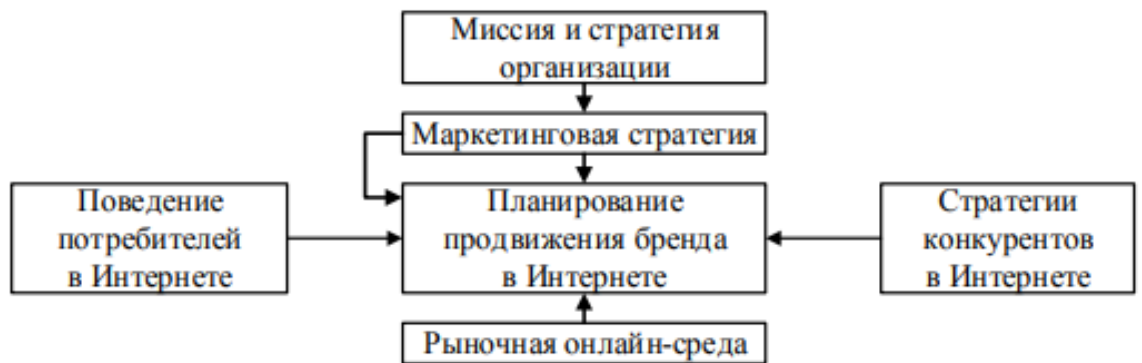 Миссия и стратегия
организации
Маркетинговая стратегия
Поведение
потребителей
в Интернете
Планирование
продвижения бренда
в Интернете
Стратегии
конкурентов
в Интернете
Рыночная онлайн-среда